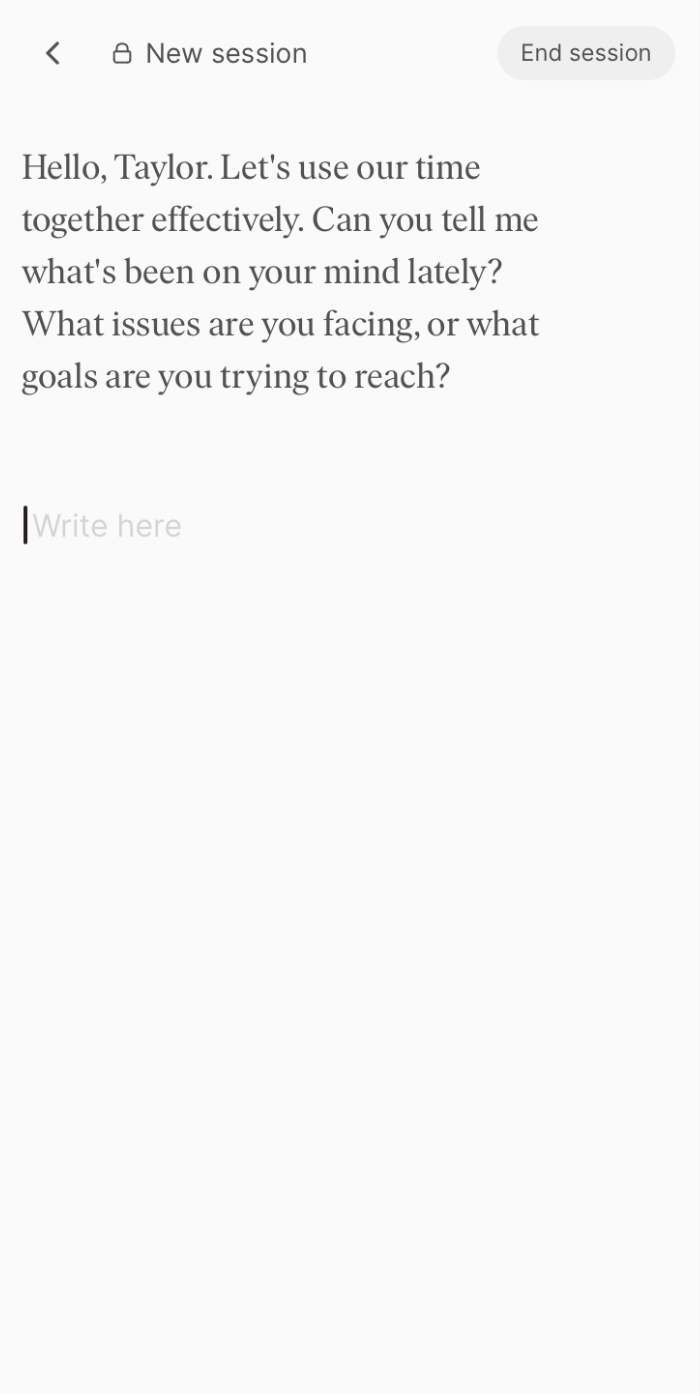 New session
End session
Hello, Taylor. Let's use our time
together effectively. Can you tell me
what's been on your mind lately?
What issues are you facing, or what
goals are you trying to reach?
Write here